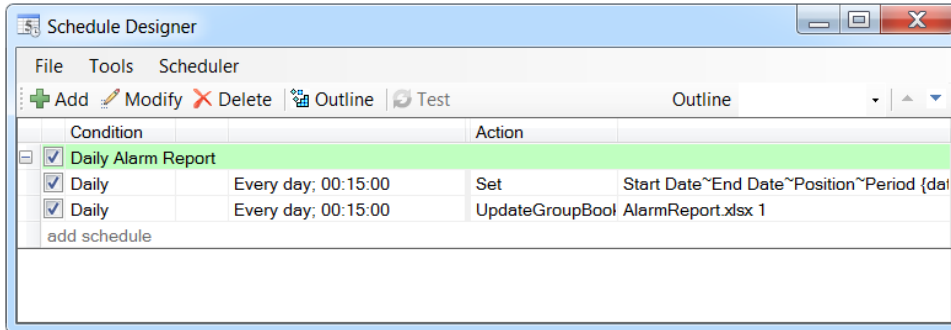 Schedule Designer
File Tools Scheduler
Add Modify Delete Outline Test Outline
Condition Action
Daily Alarm Report
Daily Every day; 00:15:00 Set Start Date~End Date~Position~Period {dat
Daily Every day; 00:15:00 UpdateGroupBook AlarmReport.xlsx 1
add schedule